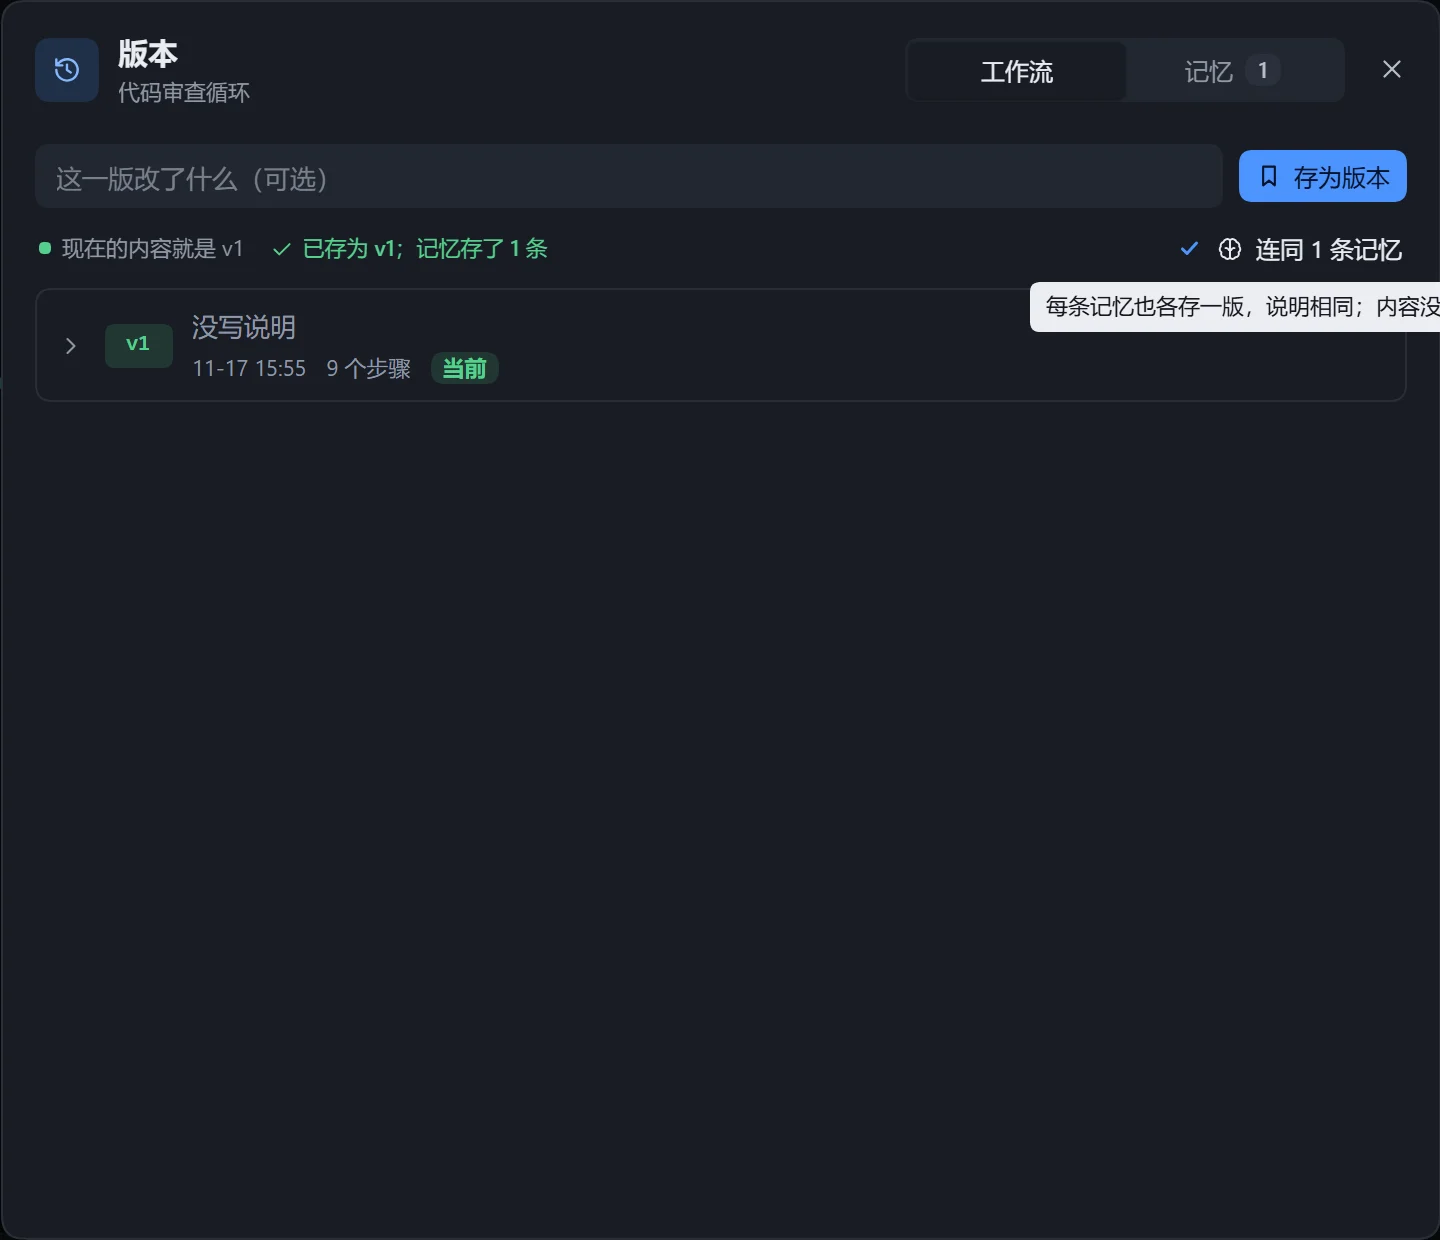 版本
代码审查循环
工作流
记忆 1
这一版改了什么（可选）
存为版本
现在的内容就是 v1
已存为 v1；记忆存了 1 条
连同 1 条记忆
每条记忆也各存一版，说明相同；内容没
v1
没写说明
11-17 15:55 9 个步骤 当前